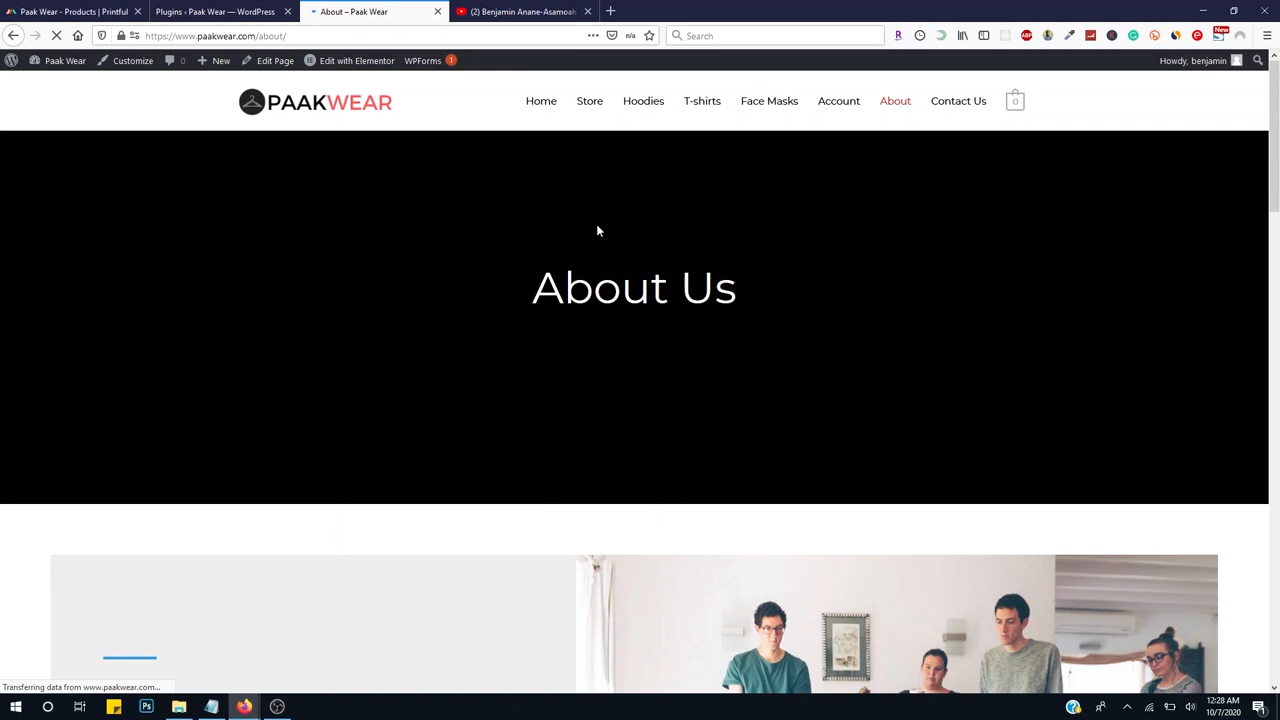 Paak Wear - Products | Printful
Plugins ‹ Paak Wear — WordPress
About – Paak Wear
(2) Benjamin Anane-Asamoah
https://www.paakwear.com/about/
n/a
Search
New
Paak Wear
Customize
0
New
Edit Page
Edit with Elementor
WPForms
1
Howdy, benjamin
PAAKWEAR
Home
Store
Hoodies
T-shirts
Face Masks
Account
About
Contact Us
0
About Us
Transferring data from www.paakwear.com...
Ps
12:28 AM
10/7/2020